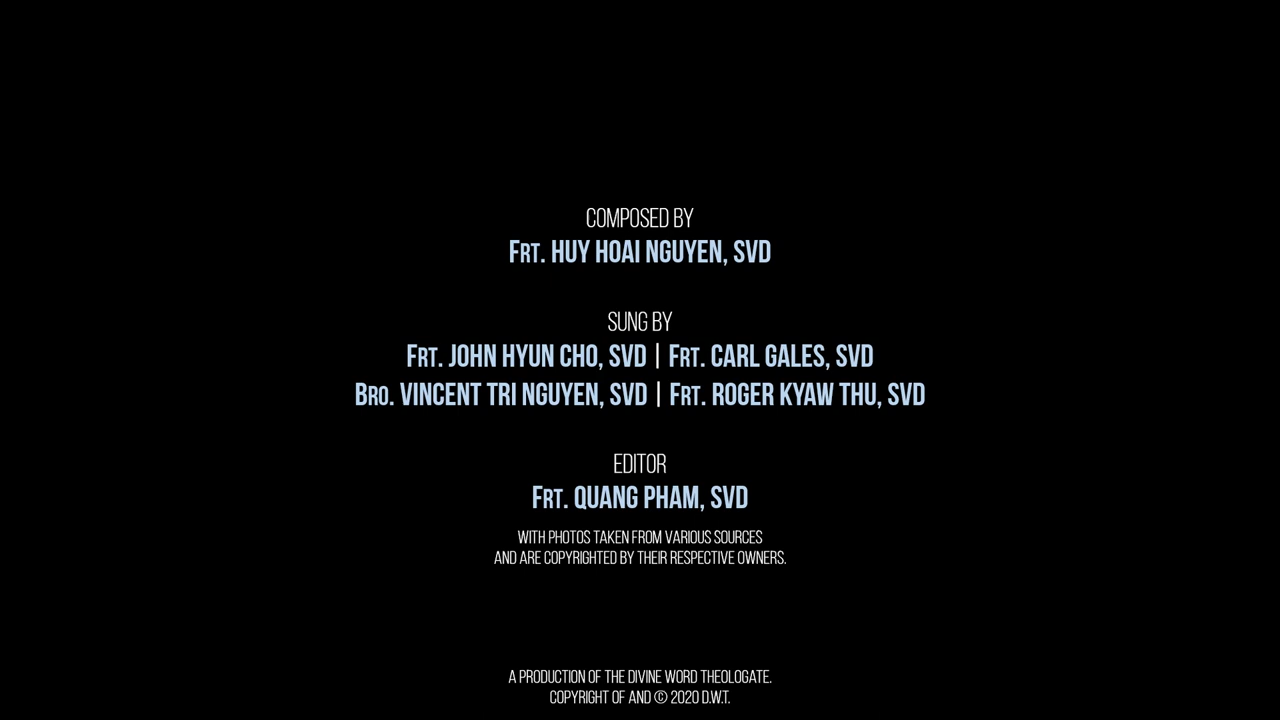 COMPOSED BY
FRT. HUY HOAI NGUYEN, SVD
SUNG BY
FRT. JOHN HYUN CHO, SVD | FRT. CARL GALES, SVD
BRO. VINCENT TRI NGUYEN, SVD | FRT. ROGER KYAW THU, SVD
EDITOR
FRT. QUANG PHAM, SVD
WITH PHOTOS TAKEN FROM VARIOUS SOURCES
AND ARE COPYRIGHTED BY THEIR RESPECTIVE OWNERS.
A PRODUCTION OF THE DIVINE WORD THEOLOGATE.
COPYRIGHT OF AND © 2020 D.W.T.